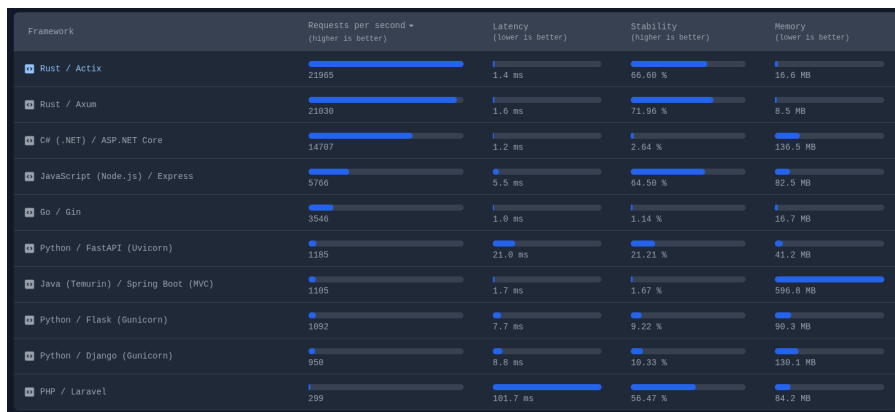 Framework
Requests per second
(higher is better)
Latency
(lower is better)
Stability
(higher is better)
Memory
(lower is better)
Rust / Actix
21965
1.4 ms
66.60 %
16.6 MB
Rust / Axum
21030
1.6 ms
71.96 %
8.5 MB
C# (.NET) / ASP.NET Core
14707
1.2 ms
2.64 %
136.5 MB
JavaScript (Node.js) / Express
5766
5.5 ms
64.50 %
82.5 MB
Go / Gin
3546
1.0 ms
1.14 %
16.7 MB
Python / FastAPI (Uvicorn)
1185
21.0 ms
21.21 %
41.2 MB
Java (Temurin) / Spring Boot (MVC)
1105
1.7 ms
1.67 %
596.8 MB
Python / Flask (Gunicorn)
1092
7.7 ms
9.22 %
90.3 MB
Python / Django (Gunicorn)
950
8.8 ms
10.33 %
130.1 MB
PHP / Laravel
299
101.7 ms
56.47 %
84.2 MB